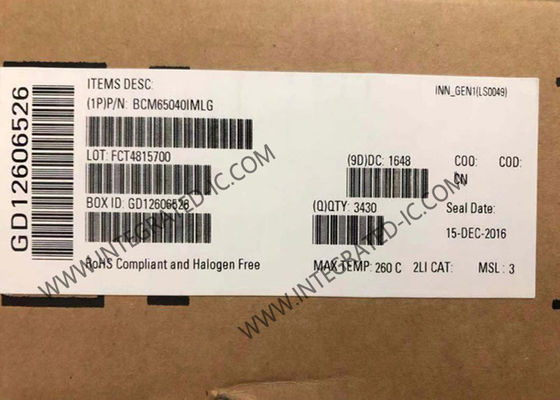 GD12606526
ITEMS DESC:
INN_GEN1(LS0049)
(1P)P/N: BCM65040IMLG
LOT: FCT4815700
(9D)DC: 1648
COO: COD:
CN
BOX ID: GD12606526
(Q)QTY: 3430
Seal Date:
15-DEC-2016
RoHS Compliant and Halogen Free
MAX TEMP: 260 C 2LI CAT: MSL : 3
WWW.INTEGRATED-IC.COM
WWW.INTEGRATED-IC.COM